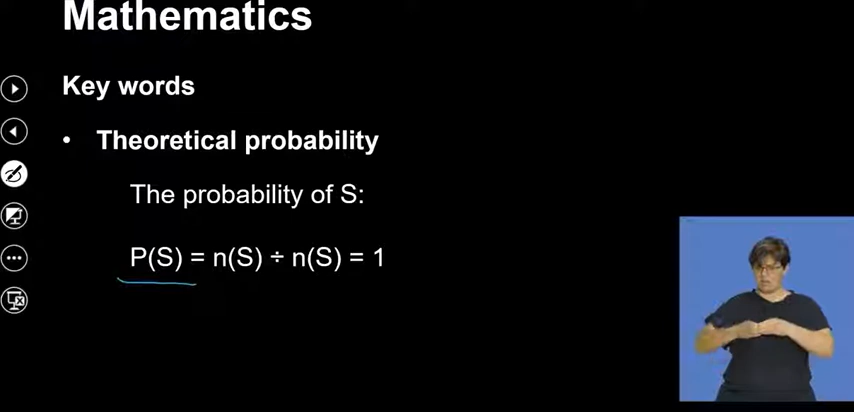 Mathematics
Key words
• Theoretical probability
The probability of S:
P(S) = n(S) ÷ n(S) = 1